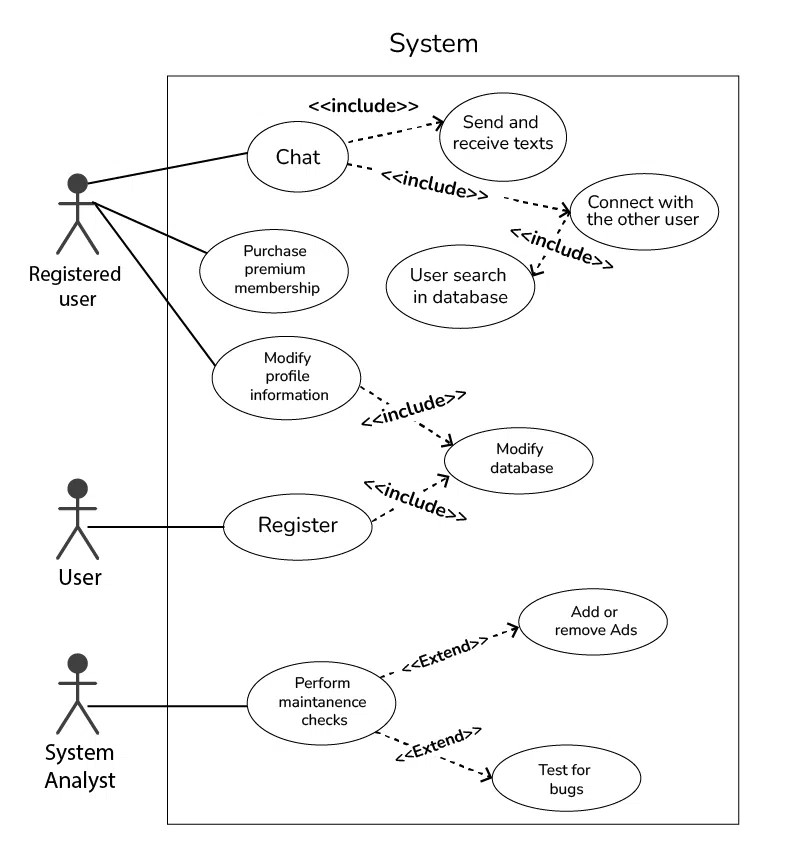 System
<<include>>
Send and
receive texts
Chat
<<include>>
Connect with
the other user
<<include>>
Registered
user
Purchase
premium
membership
User search
in database
Modify
profile
information
<<include>>
Modify
database
<<include>>
Register
User
Add or
remove Ads
<<Extend>>
Perform
maintanence
checks
System
Analyst
<<Extend>>
Test for
bugs